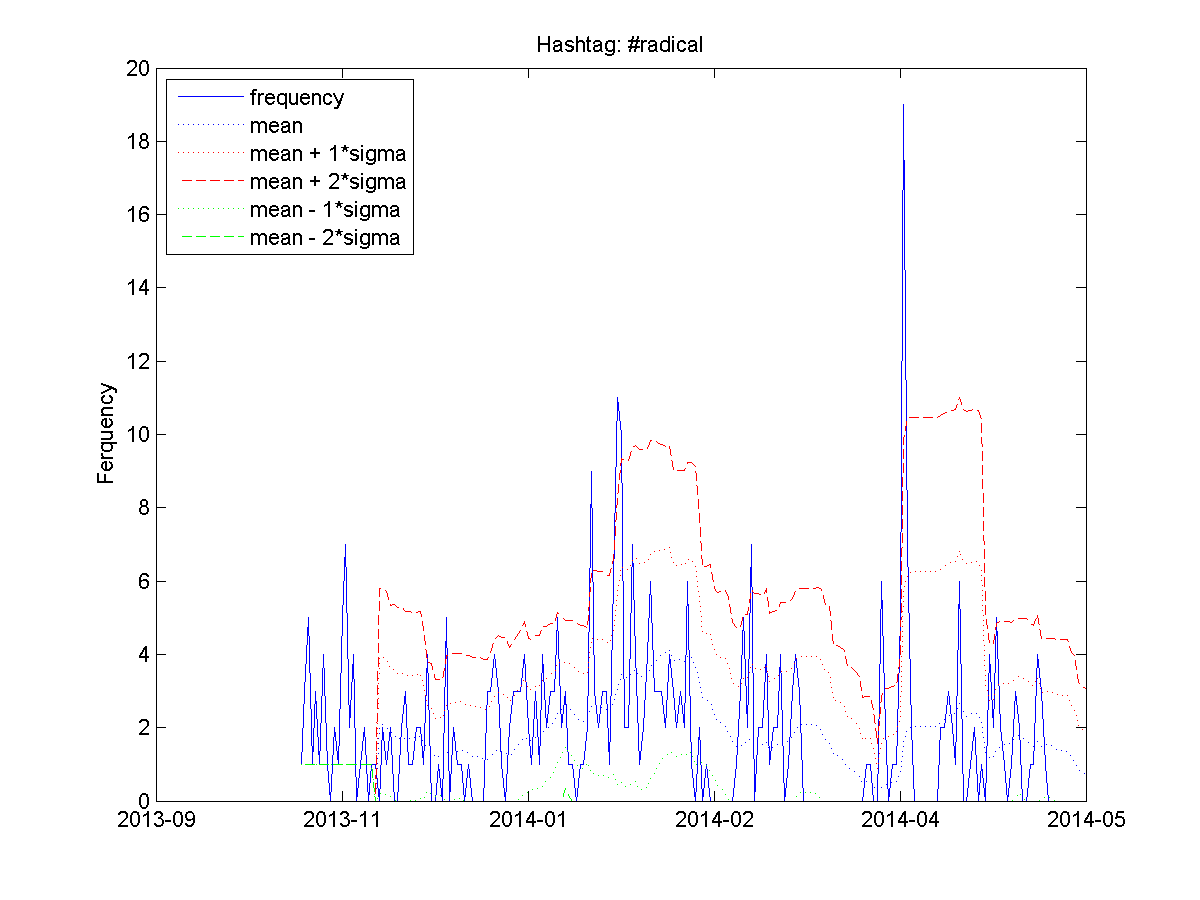 Hashtag: #radical
20
frequency
mean
mean + 1*sigma
mean + 2*sigma
mean - 1*sigma
mean - 2*sigma
18
16
14
12
10
8
6
4
2
0
Ferquency
2013-09
2013-11
2014-01
2014-02
2014-04
2014-05